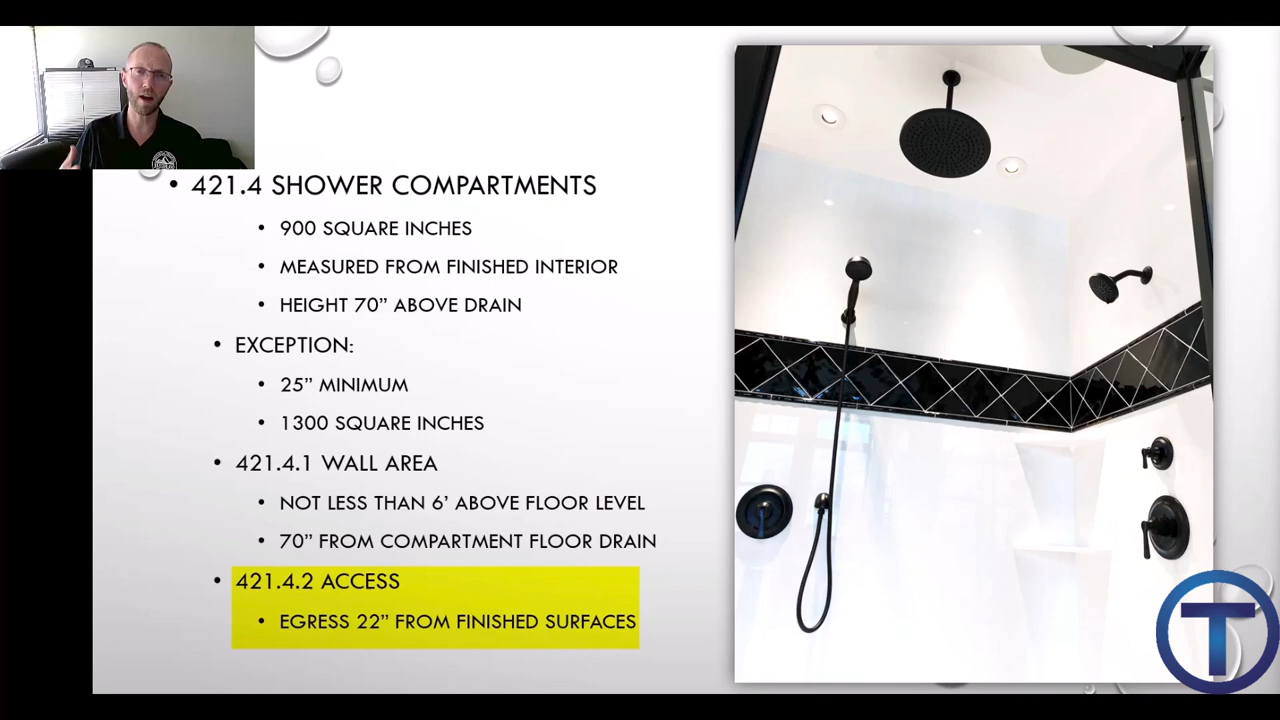 • 421.4 SHOWER COMPARTMENTS
• 900 SQUARE INCHES
• MEASURED FROM FINISHED INTERIOR
• HEIGHT 70” ABOVE DRAIN
• EXCEPTION:
• 25” MINIMUM
• 1300 SQUARE INCHES
• 421.4.1 WALL AREA
• NOT LESS THAN 6’ ABOVE FLOOR LEVEL
• 70” FROM COMPARTMENT FLOOR DRAIN
• 421.4.2 ACCESS
• EGRESS 22” FROM FINISHED SURFACES
T